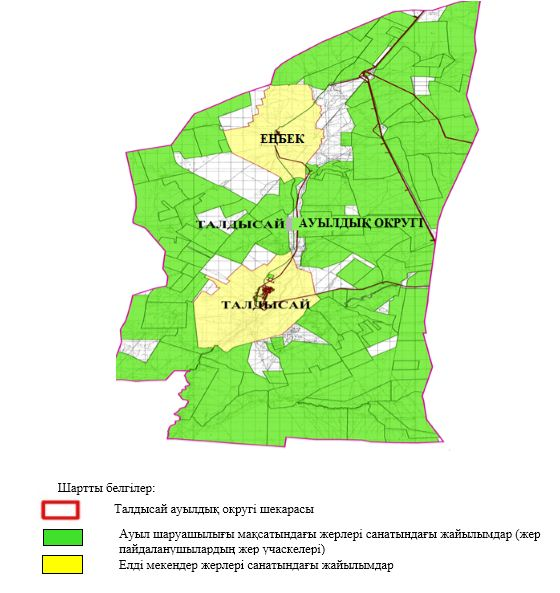 ЕҢБЕК
ТАЛДЫСАЙ АУЫЛДЫҚ ОКРУГІ
ТАЛДЫСАЙ
Шартты белгілер:
Талдысай ауылдық округі шекарасы
Ауыл шаруашылығы мақсатындағы жерлері санатындағы жайылымдар (жер
пайдаланушылардың жер учаскелері)
Елді мекендер жерлері санатындағы жайылымдар